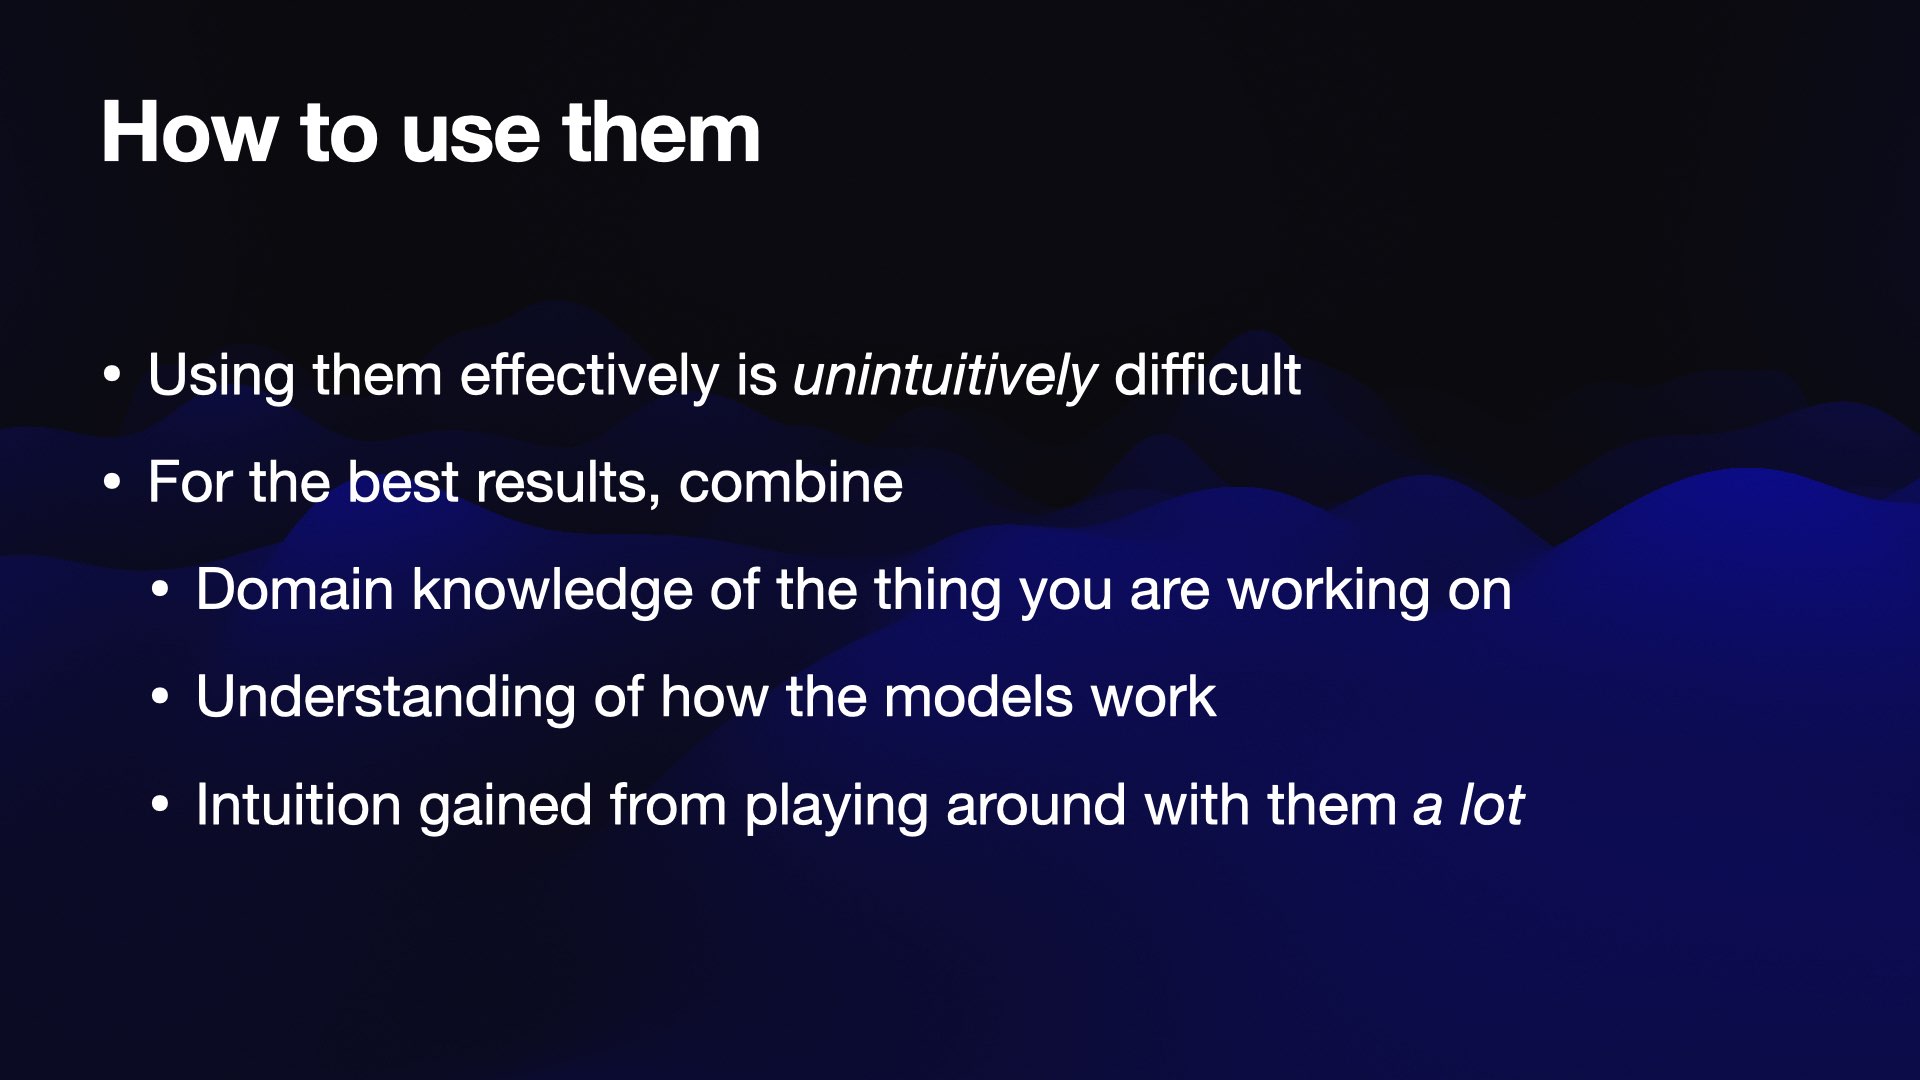 How to use them
• Using them effectively is unintuitively difficult
• For the best results, combine
• Domain knowledge of the thing you are working on
• Understanding of how the models work
• Intuition gained from playing around with them a lot